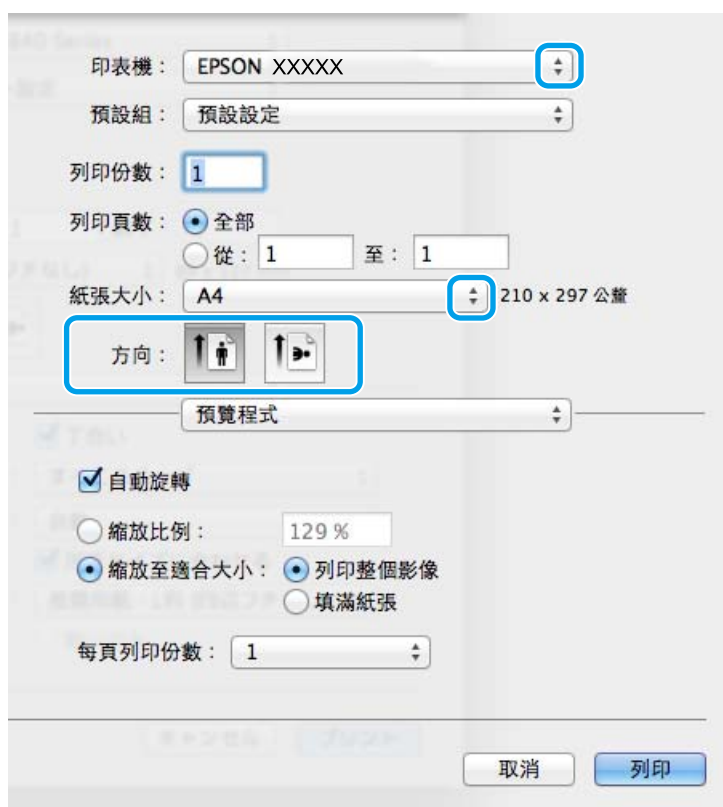 印表機： EPSON XXXXX
預設組： 預設設定
列印份數： 1
列印頁數： 全部
從： 1 至： 1
紙張大小： A4 210 x 297 公釐
方向：
預覽程式
自動旋轉
縮放比例： 129 %
縮放至適合大小： 列印整個影像
填滿紙張
每頁列印份數： 1
取消 列印